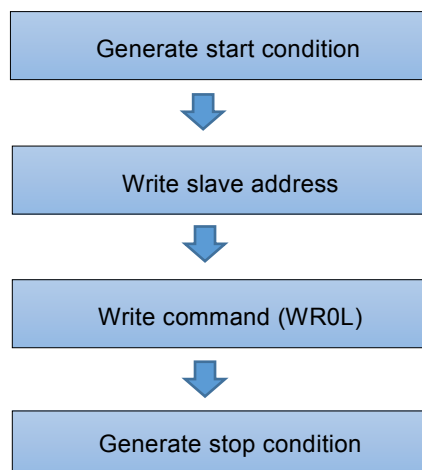 Generate start condition
Write slave address
Write command (WR0L)
Generate stop condition